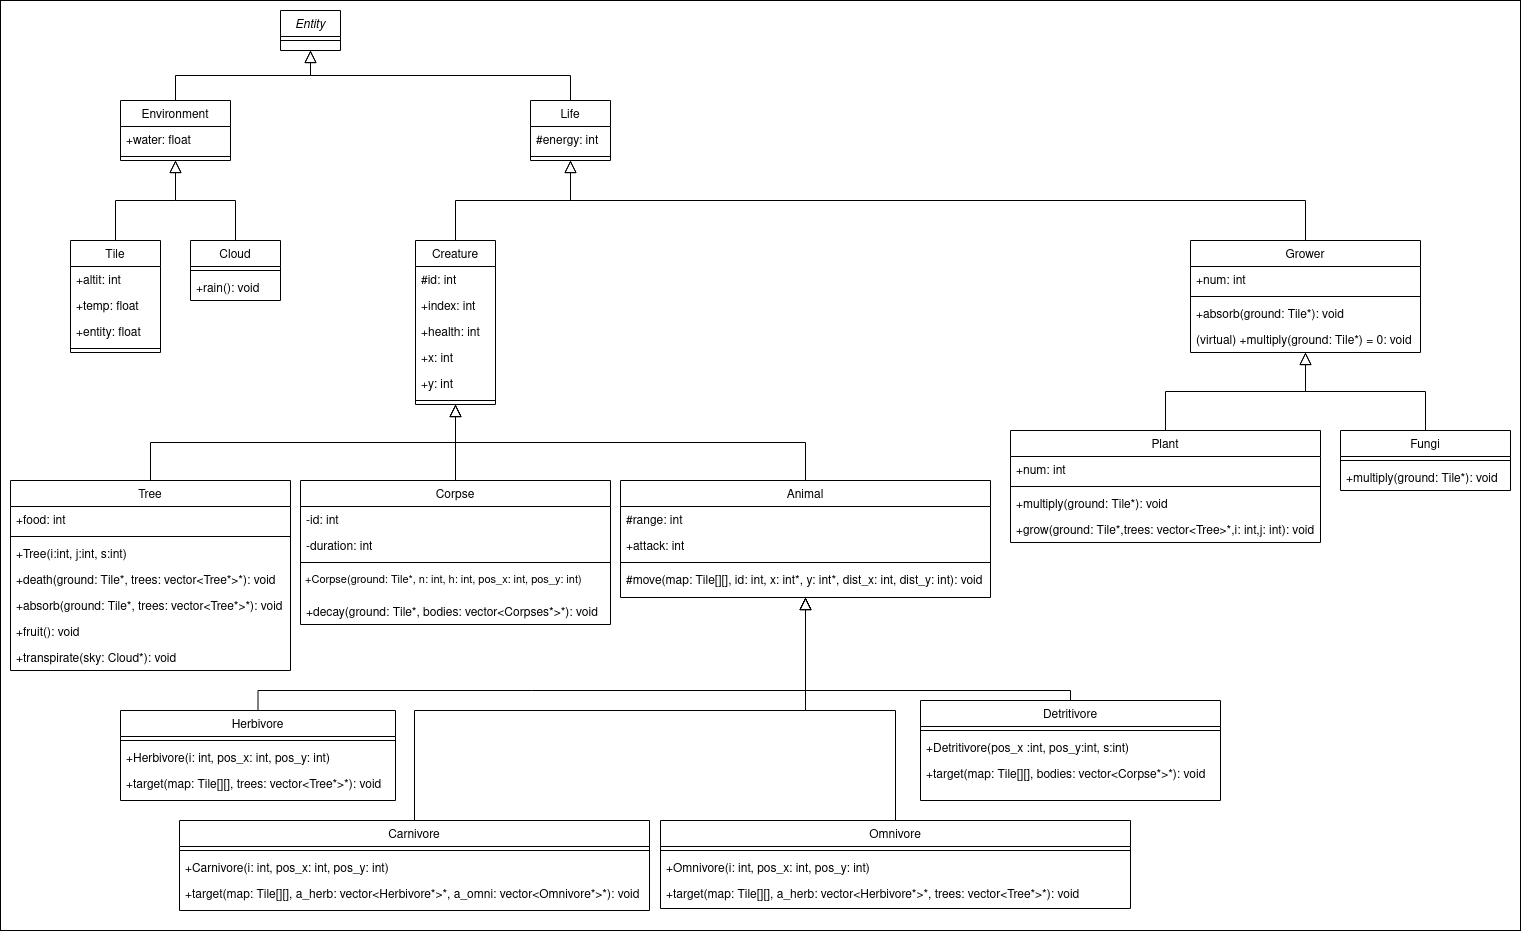 Entity
Environment
+water: float
Life
#energy: int
Tile
+altit: int
+temp: float
+entity: float
Cloud
+rain(): void
Creature
#id: int
+index: int
+health: int
+x: int
+y: int
Grower
+num: int
+absorb(ground: Tile*): void
(virtual) +multiply(ground: Tile*) = 0: void
Plant
+num: int
+multiply(ground: Tile*): void
+grow(ground: Tile*,trees: vector<Tree>*,i: int,j: int): void
Fungi
+multiply(ground: Tile*): void
Tree
+food: int
+Tree(i:int, j:int, s:int)
+death(ground: Tile*, trees: vector<Tree*>*): void
+absorb(ground: Tile*, trees: vector<Tree*>*): void
+fruit(): void
+transpirate(sky: Cloud*): void
Corpse
-id: int
-duration: int
+Corpse(ground: Tile*, n: int, h: int, pos_x: int, pos_y: int)
+decay(ground: Tile*, bodies: vector<Corpses*>*): void
Animal
#range: int
+attack: int
#move(map: Tile[][], id: int, x: int*, y: int*, dist_x: int, dist_y: int): void
Herbivore
+Herbivore(i: int, pos_x: int, pos_y: int)
+target(map: Tile[][], trees: vector<Tree*>*): void
Detritivore
+Detritivore(pos_x :int, pos_y:int, s:int)
+target(map: Tile[][], bodies: vector<Corpse*>*): void
Carnivore
+Carnivore(i: int, pos_x: int, pos_y: int)
+target(map: Tile[][], a_herb: vector<Herbivore*>*, a_omni: vector<Omnivore*>*): void
Omnivore
+Omnivore(i: int, pos_x: int, pos_y: int)
+target(map: Tile[][], a_herb: vector<Herbivore*>*, trees: vector<Tree*>*): void